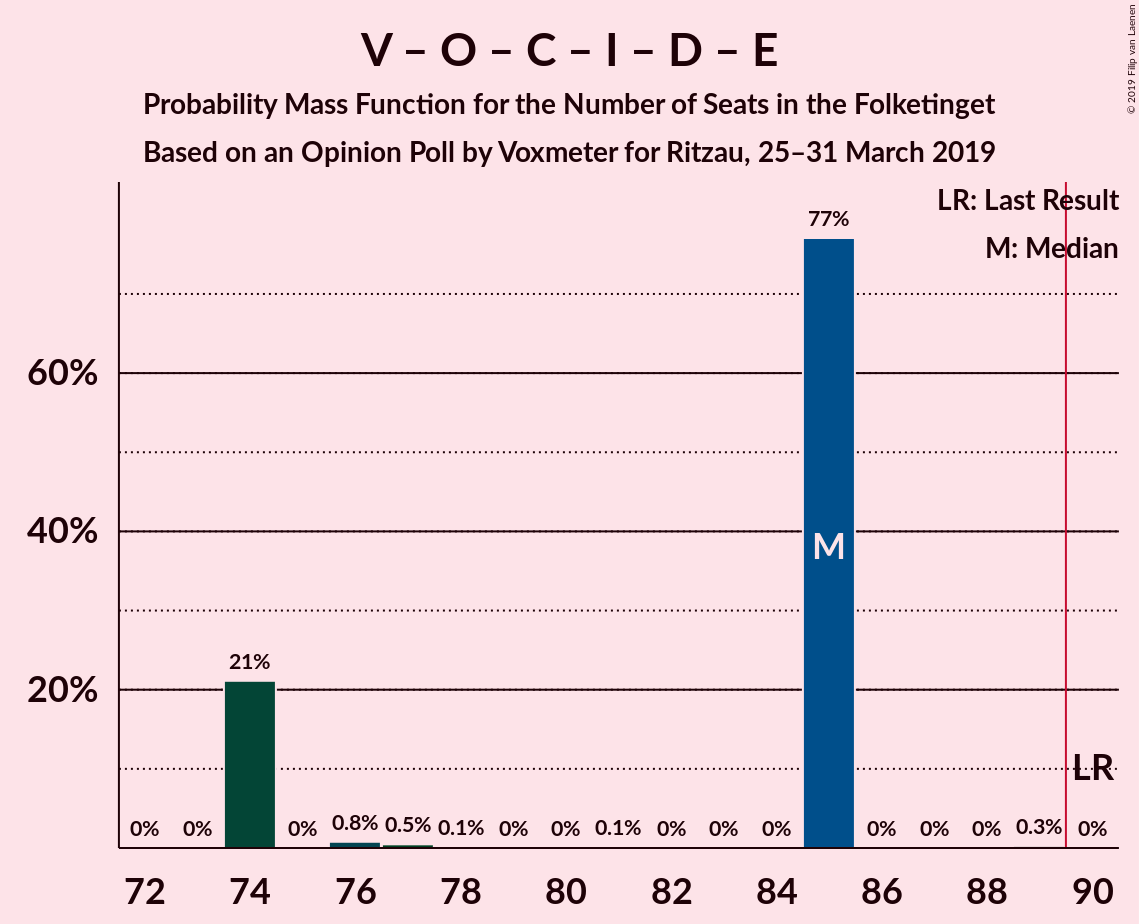 V – O – C – I – D – E
Probability Mass Function for the Number of Seats in the Folketinget
Based on an Opinion Poll by Voxmeter for Ritzau, 25–31 March 2019
© 2019 Filip van Laenen
LR: Last Result
M: Median
77%
60%
40%
M
21%
20%
LR
0% 0% 0% 0.8% 0.5% 0.1% 0% 0% 0.1% 0% 0% 0% 0% 0% 0% 0.3% 0%
72 74 76 78 80 82 84 86 88 90